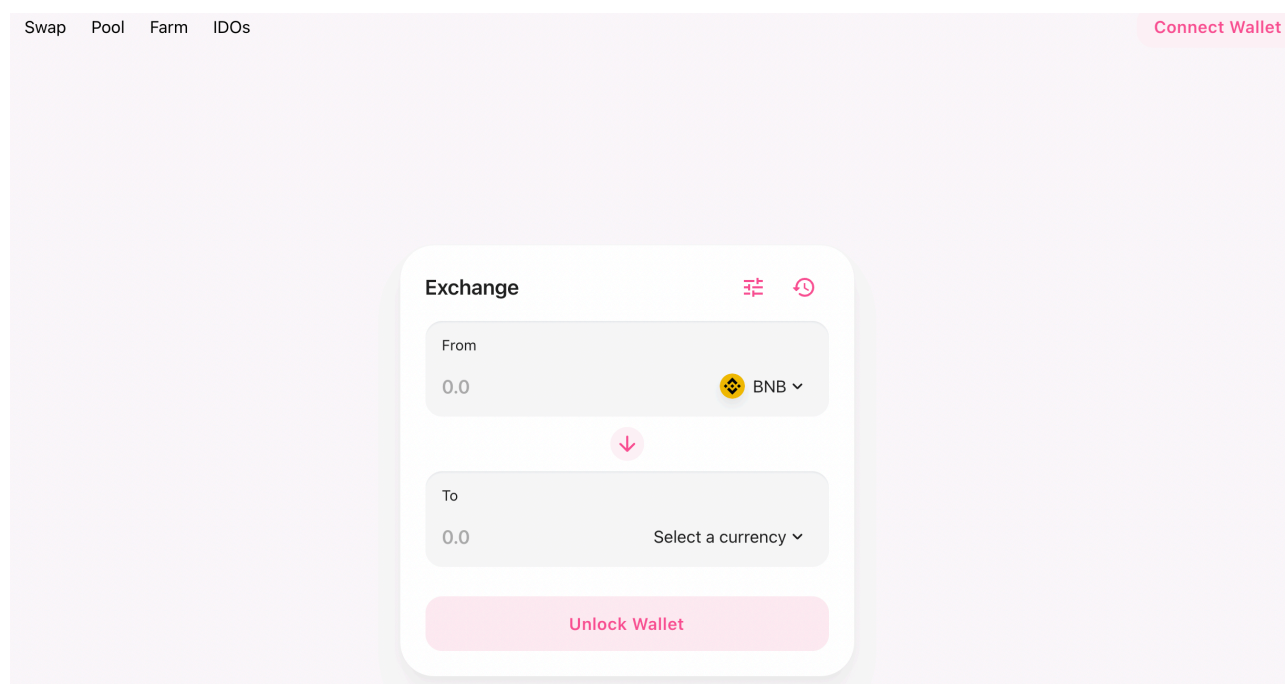 Swap Pool Farm IDOs Connect Wallet
Exchange
From
0.0 BNB
To
0.0 Select a currency
Unlock Wallet